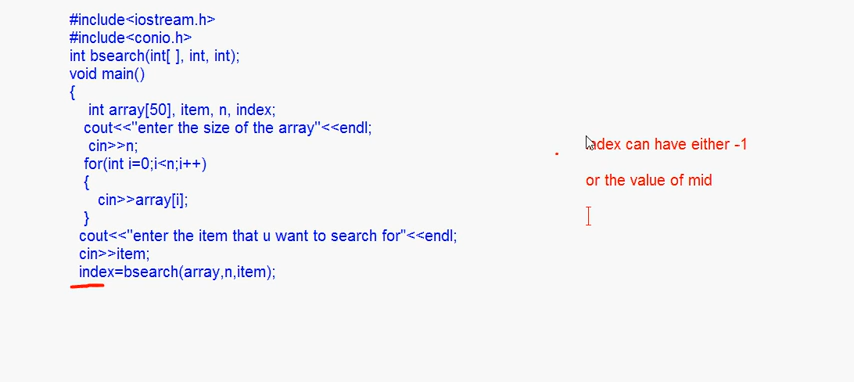 #include<iostream.h>
#include<conio.h>
int bsearch(int[ ], int, int);
void main()
{
int array[50], item, n, index;
cout<<"enter the size of the array"<<endl;
cin>>n;
for(int i=0;i<n;i++)
{
cin>>array[i];
}
cout<<"enter the item that u want to search for"<<endl;
cin>>item;
index=bsearch(array,n,item);
index can have either -1
or the value of mid